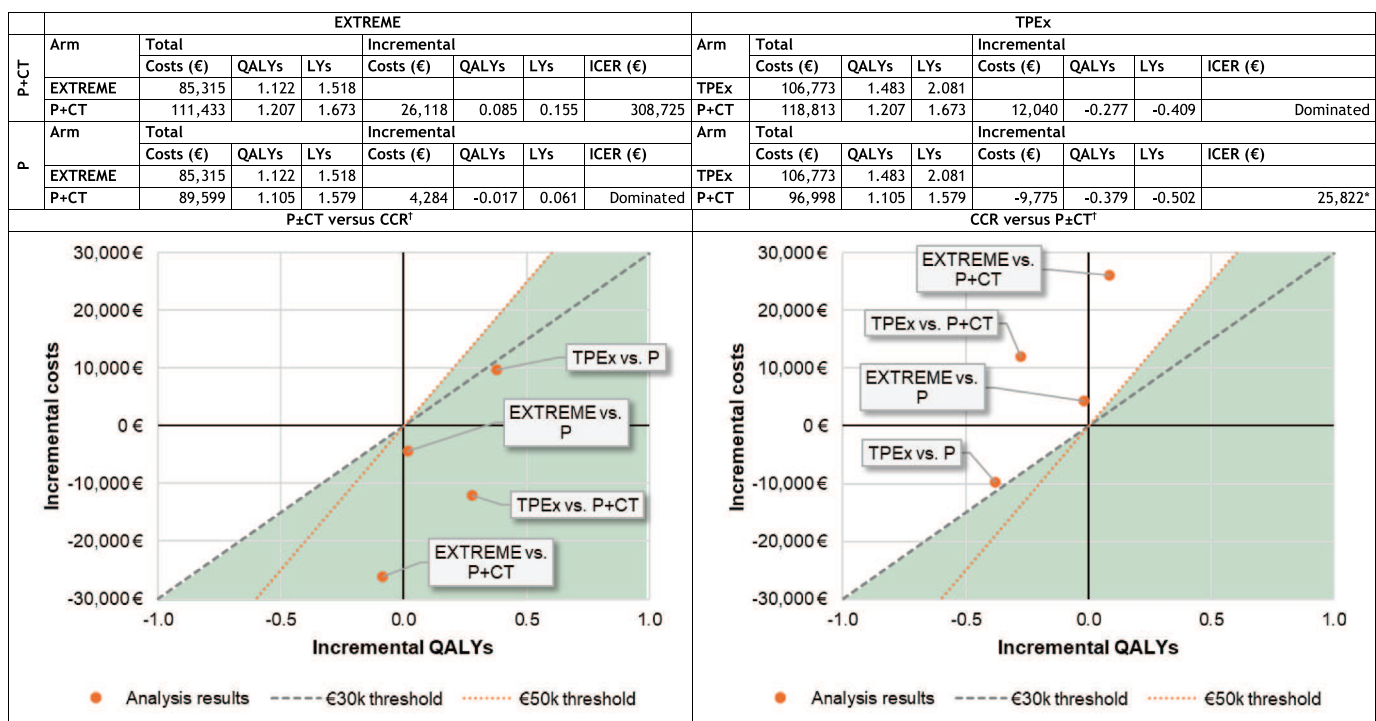 EXTREME TPEx
P+CT
Arm Total Incremental Arm Total Incremental
Costs (€) QALYs LYs Costs (€) QALYs LYs ICER (€) Costs (€) QALYs LYs Costs (€) QALYs LYs ICER (€)
EXTREME 85,315 1.122 1.518 TPEx 106,773 1.483 2.081
P+CT 111,433 1.207 1.673 26,118 0.085 0.155 308,725 P+CT 118,813 1.207 1.673 12,040 -0.277 -0.409 Dominated
P
Arm Total Incremental Arm Total Incremental
Costs (€) QALYs LYs Costs (€) QALYs LYs ICER (€) Costs (€) QALYs LYs Costs (€) QALYs LYs ICER (€)
EXTREME 85,315 1.122 1.518 TPEx 106,773 1.483 2.081
P+CT 89,599 1.105 1.579 4,284 -0.017 0.061 Dominated P+CT 96,998 1.105 1.579 -9,775 -0.379 -0.502 25,822*
P±CT versus CCR† CCR versus P±CT†
Incremental costs
30,000 €
20,000 €
10,000 €
0 €
-10,000 €
-20,000 €
-30,000 €
TPEx vs. P
EXTREME vs.
P
TPEx vs. P+CT
EXTREME vs.
P+CT
-1.0 -0.5 0.0 0.5 1.0
Incremental QALYs
Analysis results €30k threshold €50k threshold
Incremental costs
30,000 €
20,000 €
10,000 €
0 €
-10,000 €
-20,000 €
-30,000 €
EXTREME vs.
P+CT
TPEx vs. P+CT
EXTREME vs.
P
TPEx vs. P
-1.0 -0.5 0.0 0.5 1.0
Incremental QALYs
Analysis results €30k threshold €50k threshold